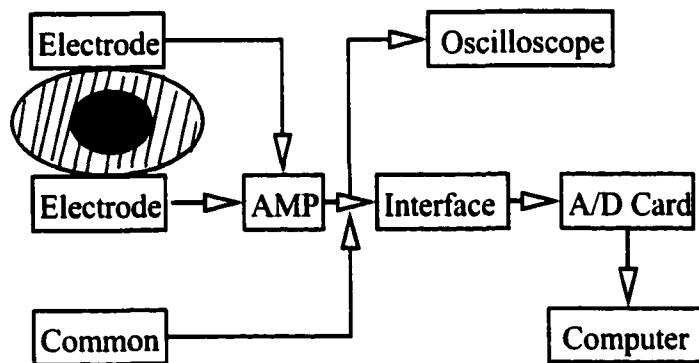 Electrode
Oscilloscope
Electrode
AMP
Interface
A/D Card
Common
Computer